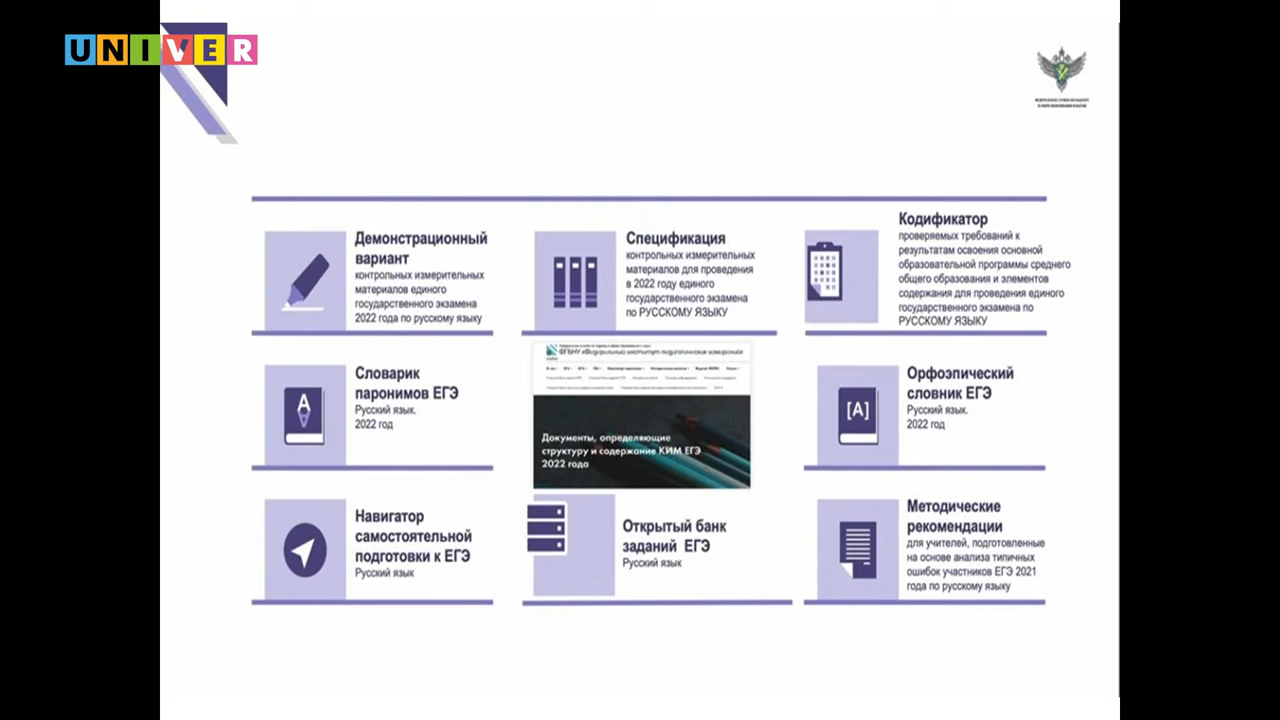 UNIVER
Демонстрационный
вариант
контрольных измерительных
материалов единого
государственного экзамена
2022 года по русскому языку
Спецификация
контрольных измерительных
материалов для проведения
в 2022 году единого
государственного экзамена
по РУССКОМУ ЯЗЫКУ
Кодификатор
проверяемых требований к
результатам освоения основной
образовательной программы среднего
общего образования и элементов
содержания для проведения единого
государственного экзамена по
РУССКОМУ ЯЗЫКУ
Словарик
паронимов ЕГЭ
Русский язык.
2022 год
ФГБНУ «Федеральный институт педагогических измерений»
Документы, определяющие
структуру и содержание КИМ ЕГЭ
2022 года
Орфоэпический
словник ЕГЭ
Русский язык.
2022 год
Навигатор
самостоятельной
подготовки к ЕГЭ
Русский язык
Открытый банк
заданий ЕГЭ
Русский язык
Методические
рекомендации
для учителей, подготовленные
на основе анализа типичных
ошибок участников ЕГЭ 2021
года по русскому языку